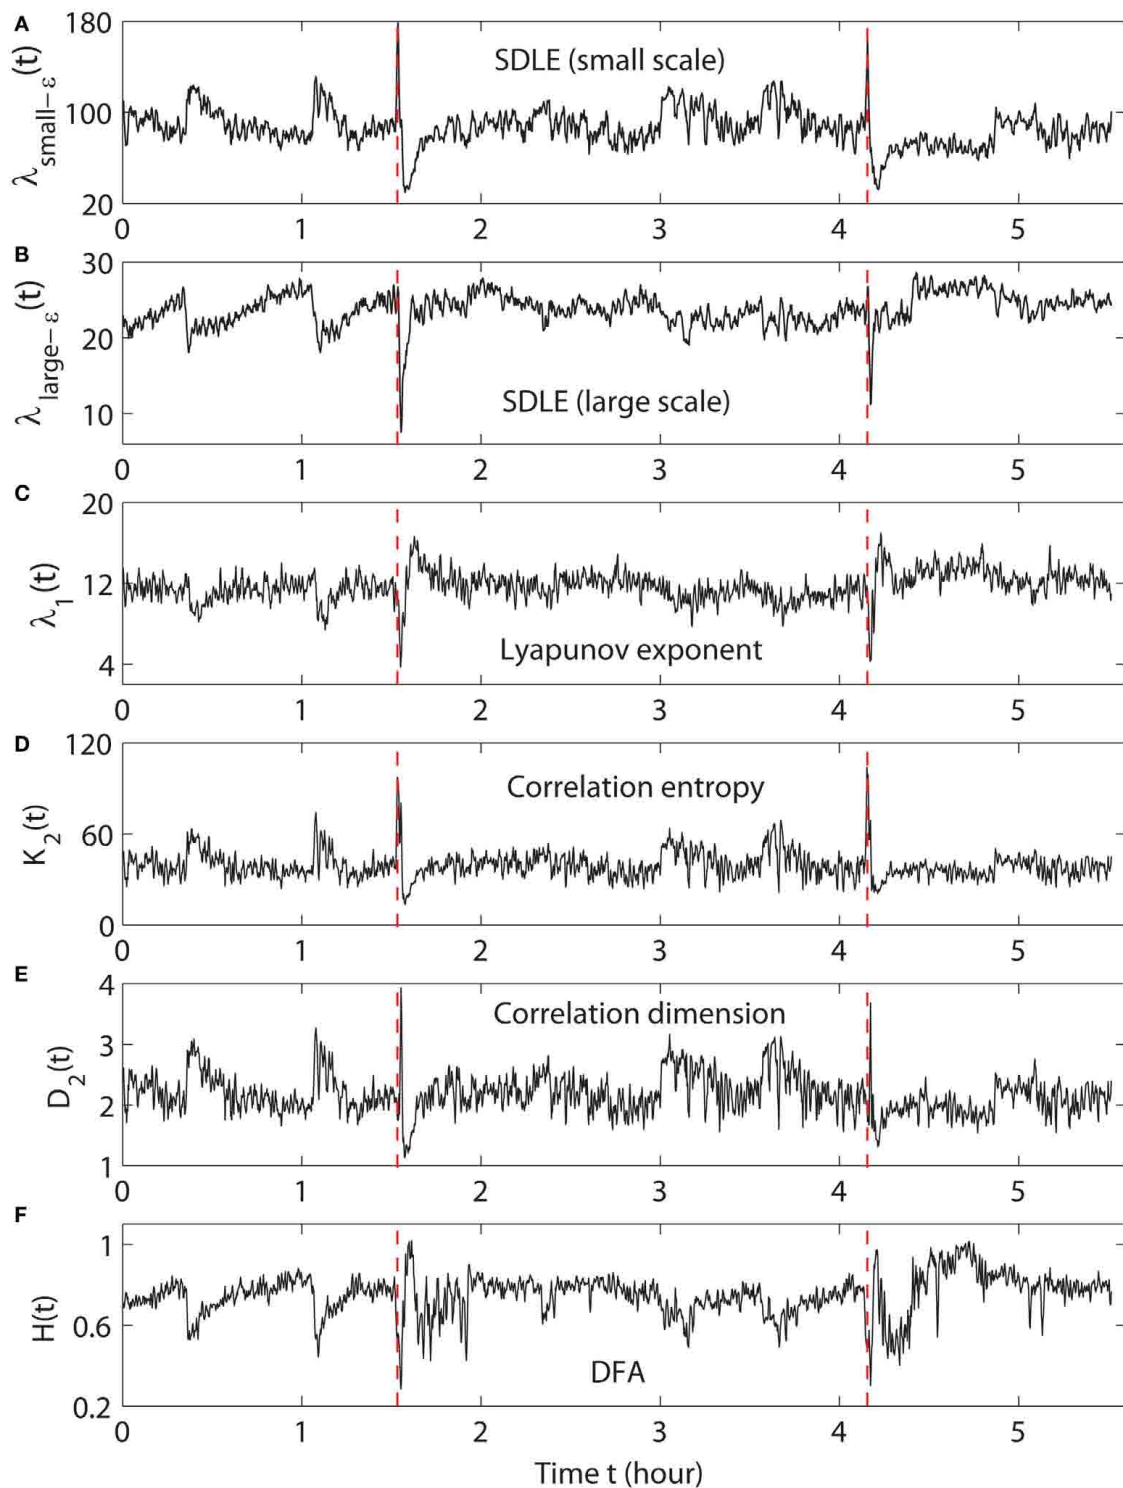 A
λsmall−ε(t)
180
100
20
SDLE (small scale)
0 1 2 3 4 5
B
λlarge−ε(t)
30
20
10
SDLE (large scale)
0 1 2 3 4 5
C
λ1(t)
20
12
4
Lyapunov exponent
0 1 2 3 4 5
D
K2(t)
120
60
0
Correlation entropy
0 1 2 3 4 5
E
D2(t)
4
3
2
1
Correlation dimension
0 1 2 3 4 5
F
H(t)
1
0.6
0.2
DFA
0 1 2 3 4 5
Time t (hour)